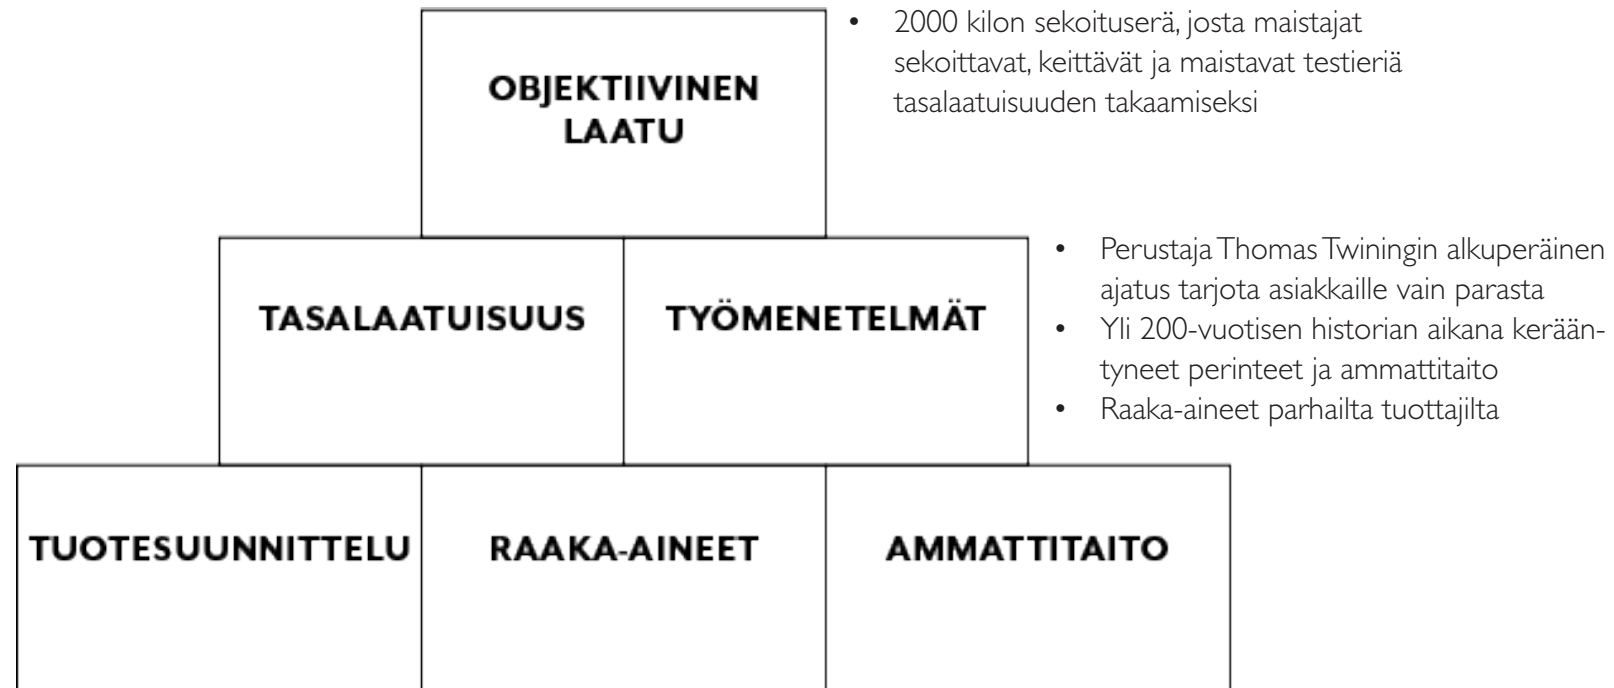 OBJEKTIIVINEN
LAATU
• 2000 kilon sekoituserä, josta maistajat
sekoittavat, keittävät ja maistavat testieriä
tasalaatuisuuden takaamiseksi
TASALAATUISUUS
TYÖMENETELMÄT
• Perustaja Thomas Twiningin alkuperäinen
ajatus tarjota asiakkaille vain parasta
• Yli 200-vuotisen historian aikana kerään-
tyneet perinteet ja ammattitaito
• Raaka-aineet parhailta tuottajilta
TUOTESUUNNITTELU
RAAKA-AINEET
AMMATTITAITO